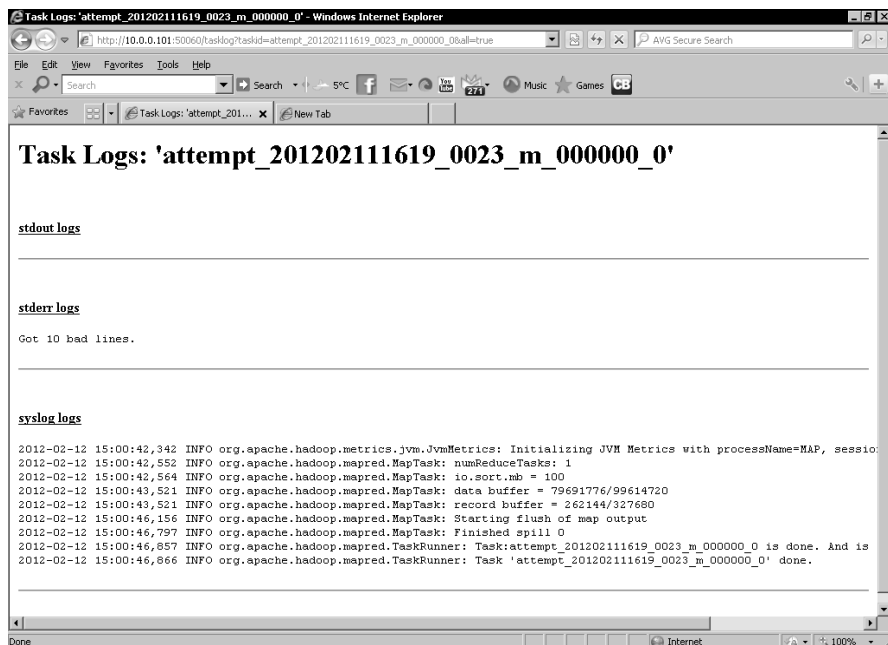 Task Logs: 'attempt_201202111619_0023_m_000000_0' - Windows Internet Explorer
http://10.0.0.101:50060/tasklog?taskid=attempt_201202111619_0023_m_000000_0&all=true AVG Secure Search
File Edit View Favorites Tools Help
Search Search 5°C f You Tube 271 Music Games CB
Favorites Task Logs: 'attempt_201... New Tab
Task Logs: 'attempt_201202111619_0023_m_000000_0'
stdout logs
stderr logs
Got 10 bad lines.
syslog logs
2012-02-12 15:00:42,342 INFO org.apache.hadoop.metrics.jvm.JvmMetrics: Initializing JVM Metrics with processName=MAP, sessio
2012-02-12 15:00:42,552 INFO org.apache.hadoop.mapred.MapTask: numReduceTasks: 1
2012-02-12 15:00:42,564 INFO org.apache.hadoop.mapred.MapTask: io.sort.mb = 100
2012-02-12 15:00:43,521 INFO org.apache.hadoop.mapred.MapTask: data buffer = 79691776/99614720
2012-02-12 15:00:43,521 INFO org.apache.hadoop.mapred.MapTask: record buffer = 262144/327680
2012-02-12 15:00:46,156 INFO org.apache.hadoop.mapred.MapTask: Starting flush of map output
2012-02-12 15:00:46,797 INFO org.apache.hadoop.mapred.MapTask: Finished spill 0
2012-02-12 15:00:46,857 INFO org.apache.hadoop.mapred.TaskRunner: Task:attempt_201202111619_0023_m_000000_0 is done. And is
2012-02-12 15:00:46,866 INFO org.apache.hadoop.mapred.TaskRunner: Task 'attempt_201202111619_0023_m_000000_0' done.
Done Internet 100%